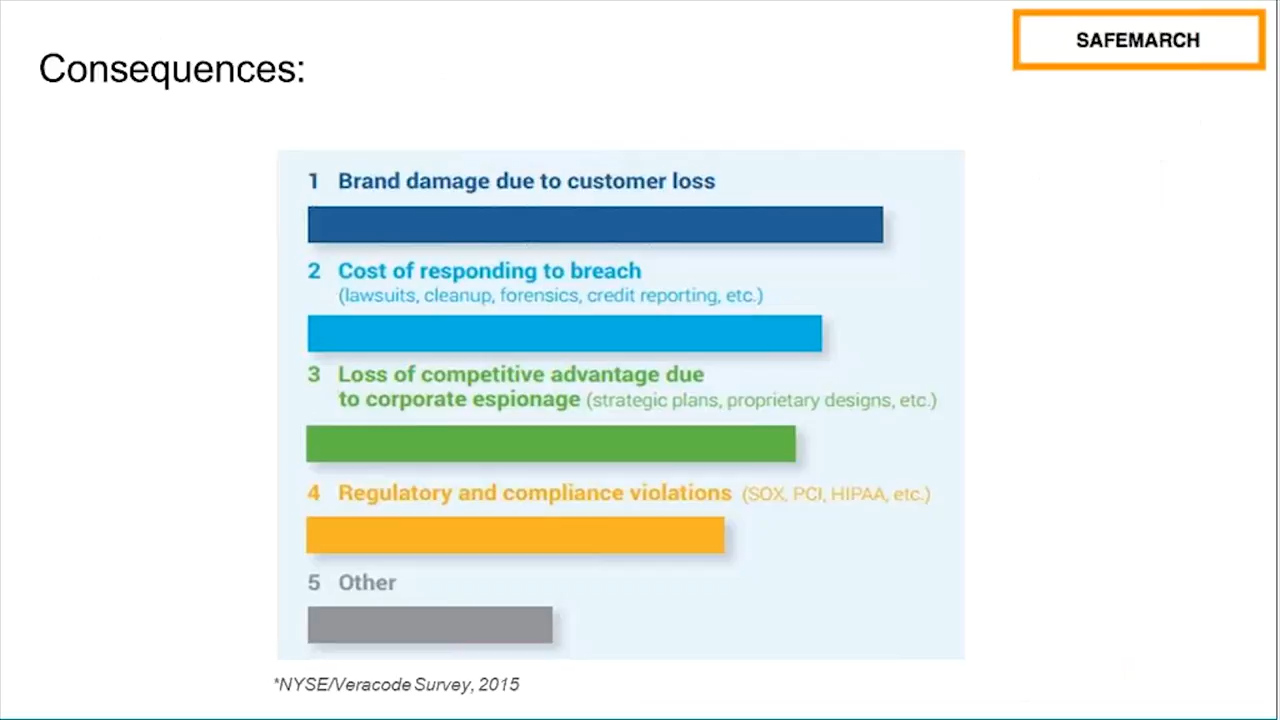 SAFEMARCH
Consequences:
1 Brand damage due to customer loss
2 Cost of responding to breach
(lawsuits, cleanup, forensics, credit reporting, etc.)
3 Loss of competitive advantage due
to corporate espionage (strategic plans, proprietary designs, etc.)
4 Regulatory and compliance violations (SOX, PCI, HIPAA, etc.)
5 Other
*NYSE/Veracode Survey, 2015